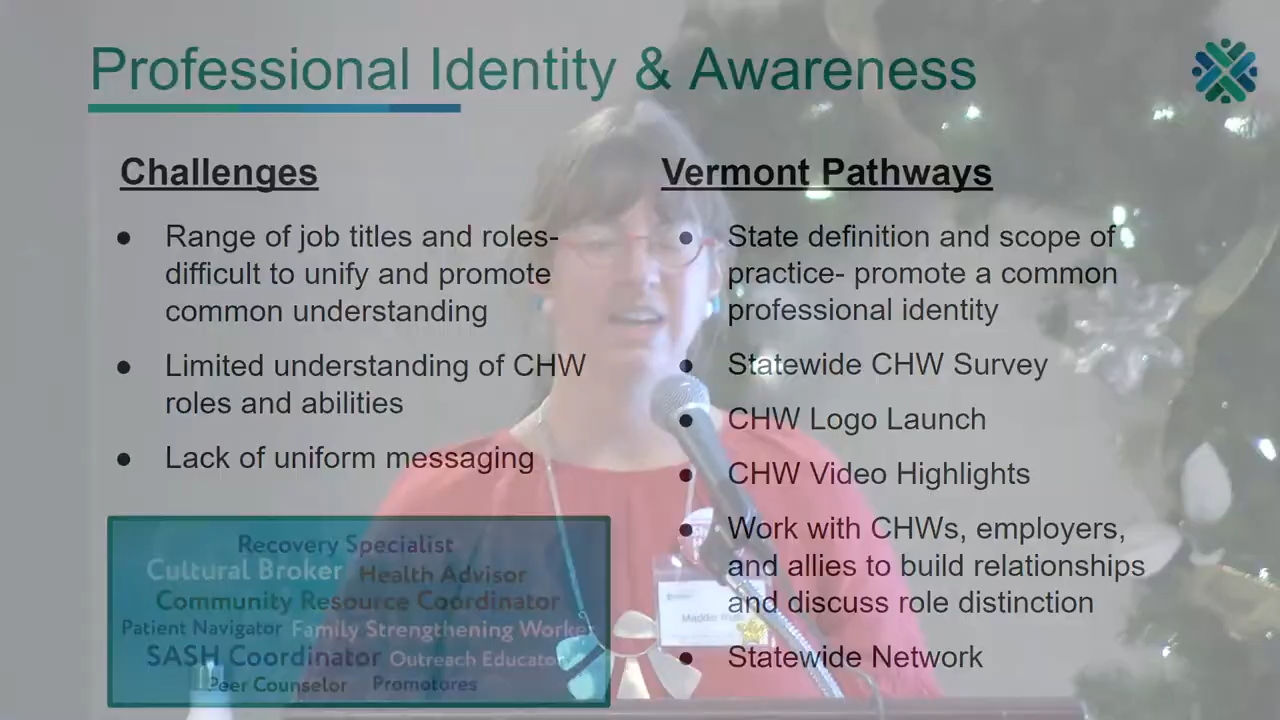 Professional Identity & Awareness
Challenges
● Range of job titles and roles-
difficult to unify and promote
common understanding
● Limited understanding of CHW
roles and abilities
● Lack of uniform messaging
Recovery Specialist
Cultural Broker Health Advisor
Community Resource Coordinator
Patient Navigator Family Strengthening Worker
SASH Coordinator Outreach Educator
Peer Counselor Promotores
Vermont Pathways
● State definition and scope of
practice- promote a common
professional identity
● Statewide CHW Survey
● CHW Logo Launch
● CHW Video Highlights
● Work with CHWs, employers,
and allies to build relationships
and discuss role distinction
● Statewide Network